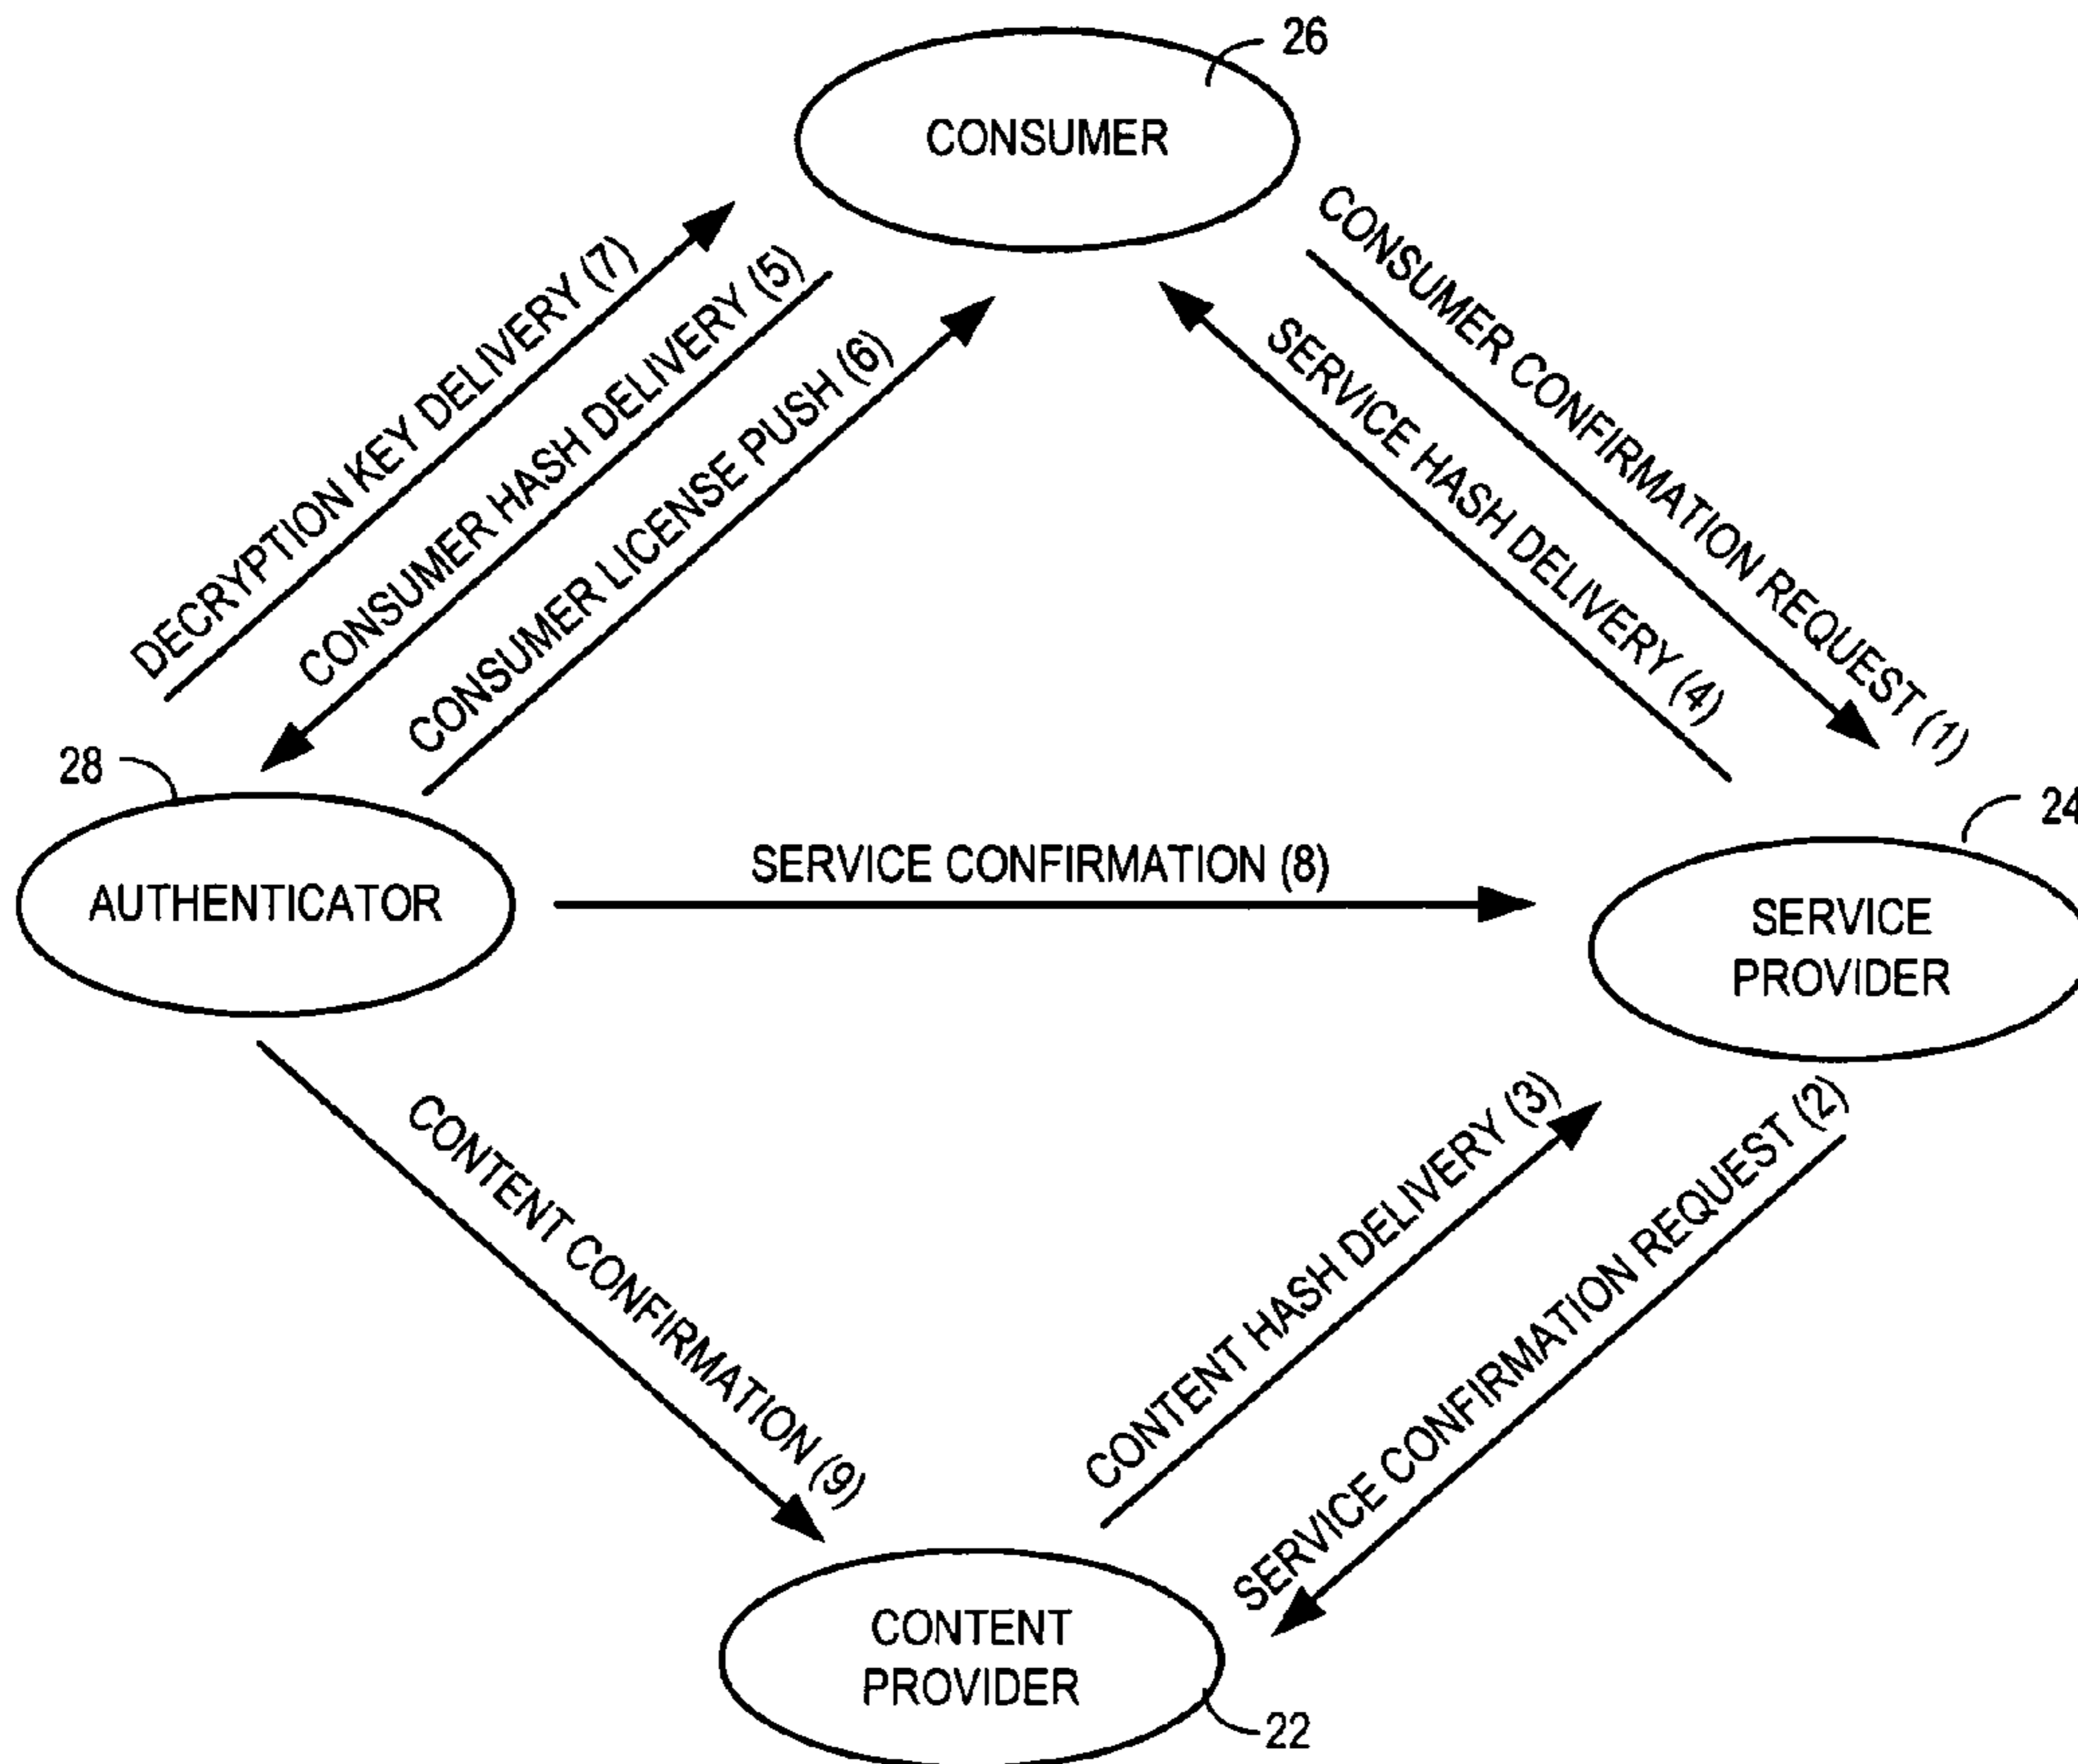 26
CONSUMER
DECRYPTION KEY DELIVERY (7)
CONSUMER HASH DELIVERY (5)
CONSUMER LICENSE PUSH (6)
SERVICE HASH DELIVERY (4)
CONSUMER CONFIRMATION REQUEST (1)
28
AUTHENTICATOR
SERVICE CONFIRMATION (8)
24
SERVICE
PROVIDER
CONTENT CONFIRMATION (9)
CONTENT HASH DELIVERY (3)
SERVICE CONFIRMATION REQUEST (2)
CONTENT
PROVIDER
22